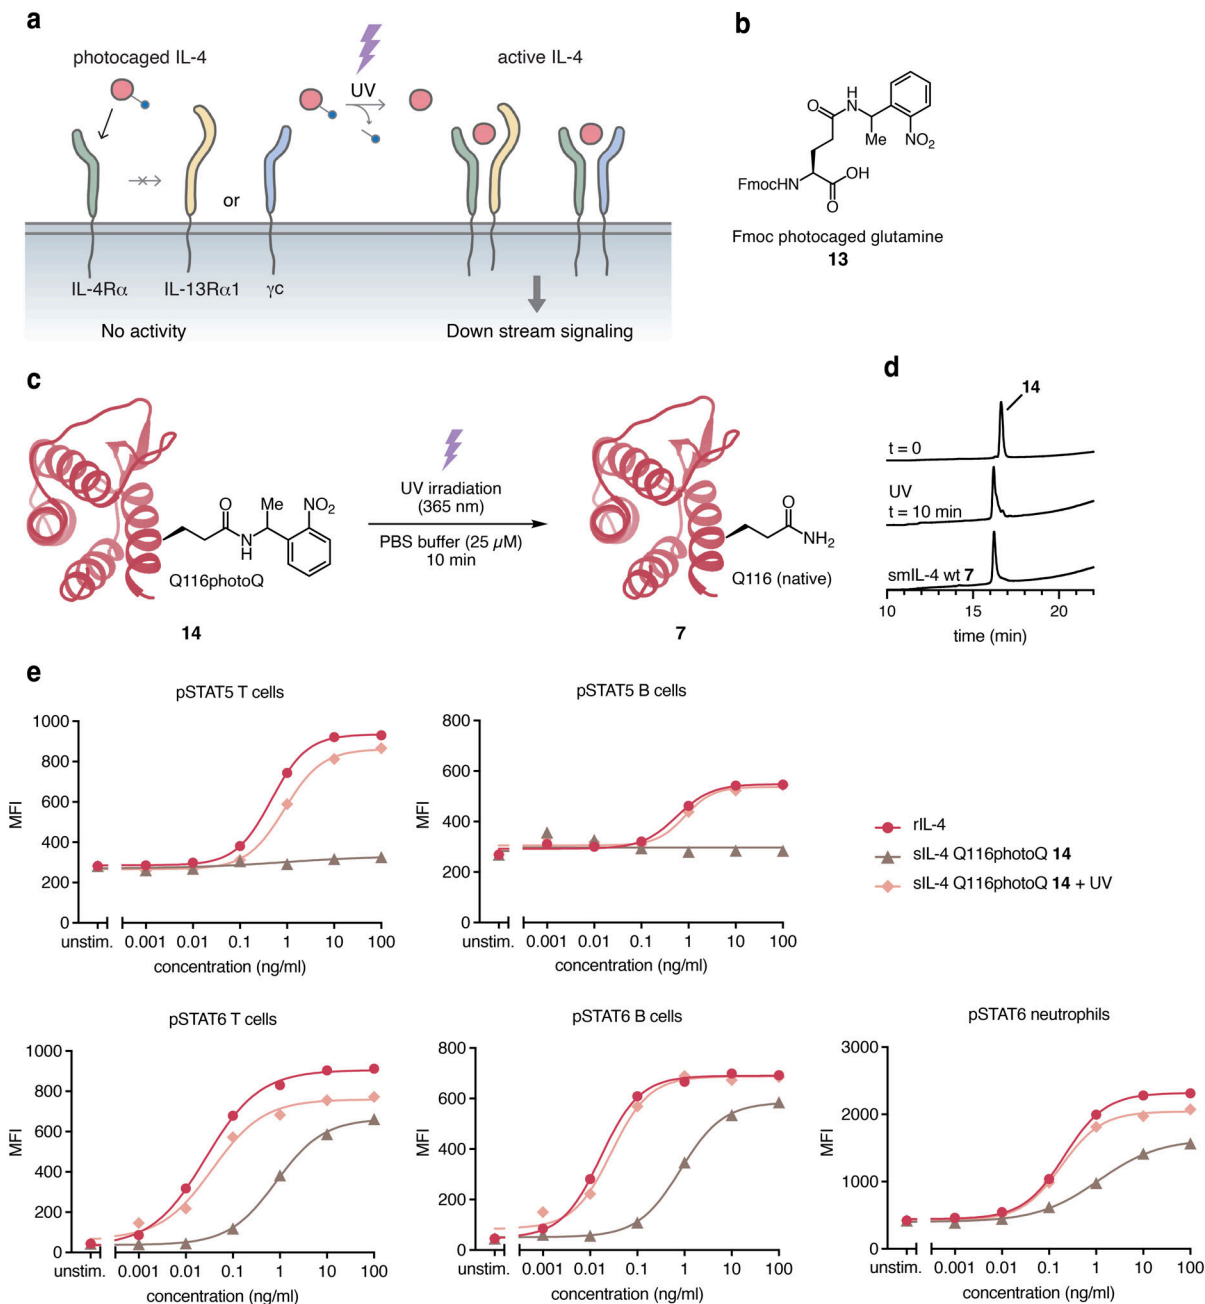 a
photocaged IL-4
UV
active IL-4
or
IL-4Rα
IL-13Rα1
γc
No activity
Down stream signaling
b
O
H
N
Me
NO2
FmocHN
OH
O
Fmoc photocaged glutamine
13
c
O
Me
NO2
N
H
Q116photoQ
14
UV irradiation
(365 nm)
PBS buffer (25 µM)
10 min
O
NH2
Q116 (native)
7
d
14
t = 0
UV
t = 10 min
smIL-4 wt 7
10 15 20
time (min)
e
pSTAT5 T cells
MFI
1000
800
600
400
200
0
unstim. 0.001 0.01 0.1 1 10 100
concentration (ng/ml)
pSTAT5 B cells
MFI
800
600
400
200
0
unstim. 0.001 0.01 0.1 1 10 100
concentration (ng/ml)
rIL-4
sIL-4 Q116photoQ 14
sIL-4 Q116photoQ 14 + UV
pSTAT6 T cells
MFI
1000
800
600
400
200
0
unstim. 0.001 0.01 0.1 1 10 100
concentration (ng/ml)
pSTAT6 B cells
MFI
800
600
400
200
0
unstim. 0.001 0.01 0.1 1 10 100
concentration (ng/ml)
pSTAT6 neutrophils
MFI
3000
2000
1000
0
unstim. 0.001 0.01 0.1 1 10 100
concentration (ng/ml)